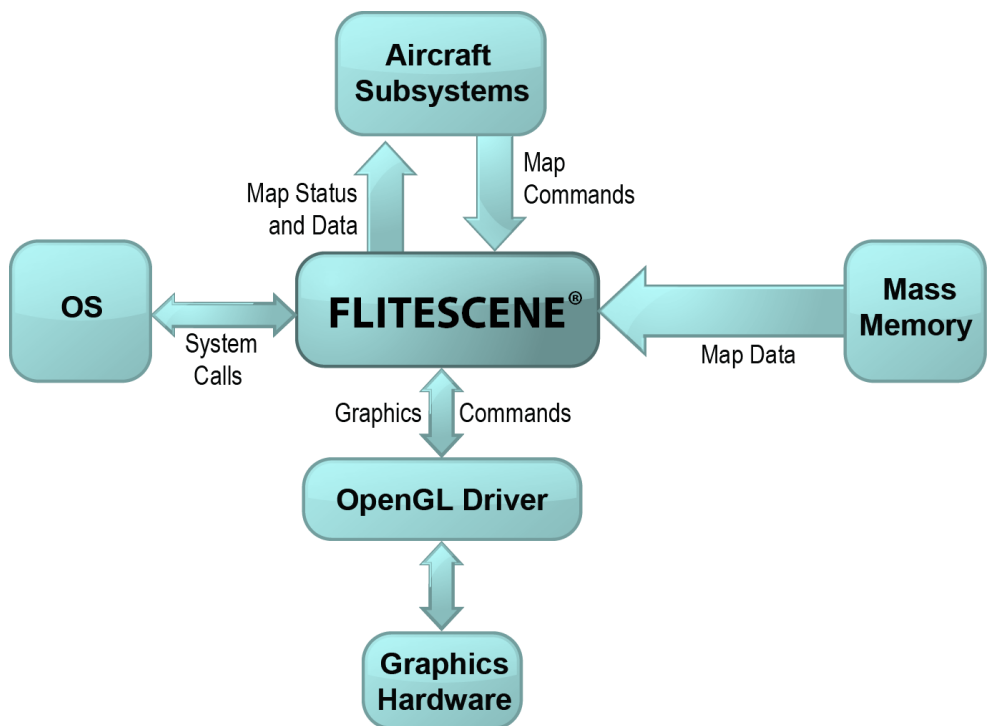 Aircraft
Subsystems
Map Status
and Data
Map
Commands
OS
System
Calls
FLITESCENE®
Map Data
Mass
Memory
Graphics Commands
OpenGL Driver
Graphics
Hardware